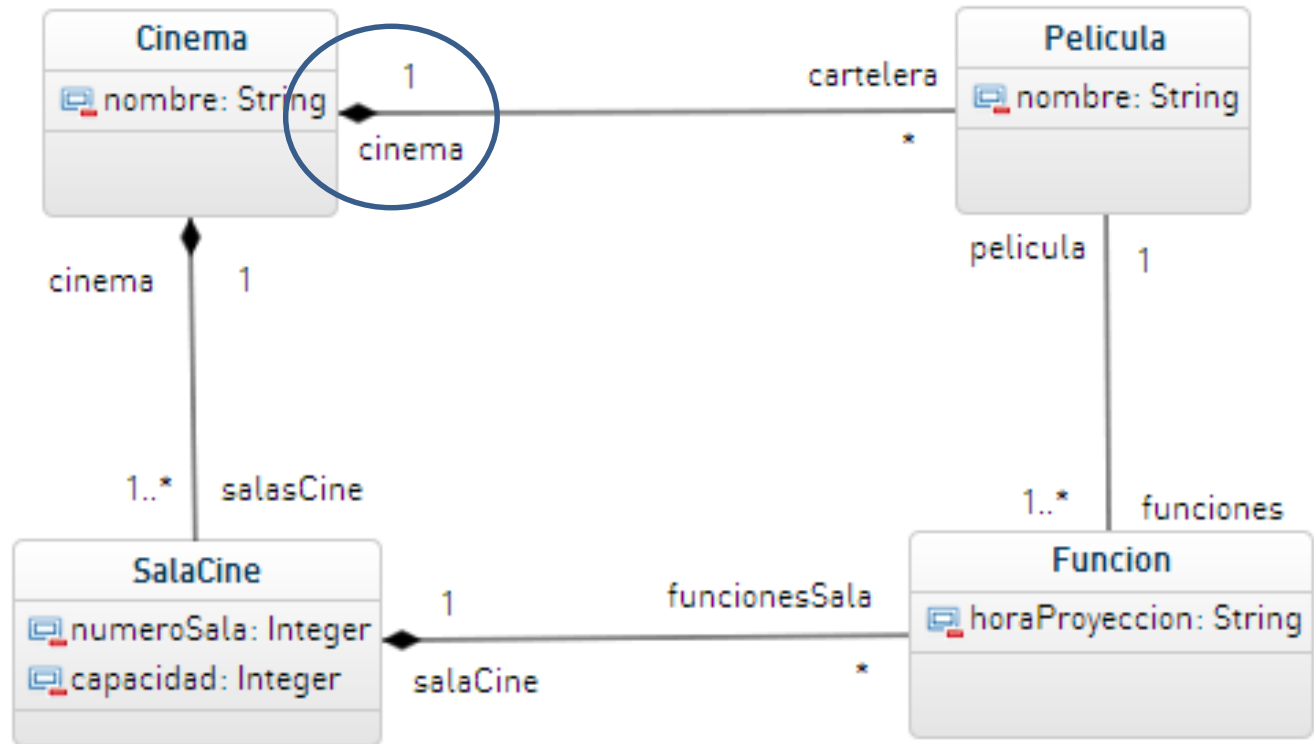 Cinema
nombre: String
1
cinema
cartelera
*
Pelicula
nombre: String
cinema
1
pelicula
1
1..*
salasCine
1..*
funciones
SalaCine
numeroSala: Integer
capacidad: Integer
1
salaCine
funcionesSala
*
Funcion
horaProyeccion: String